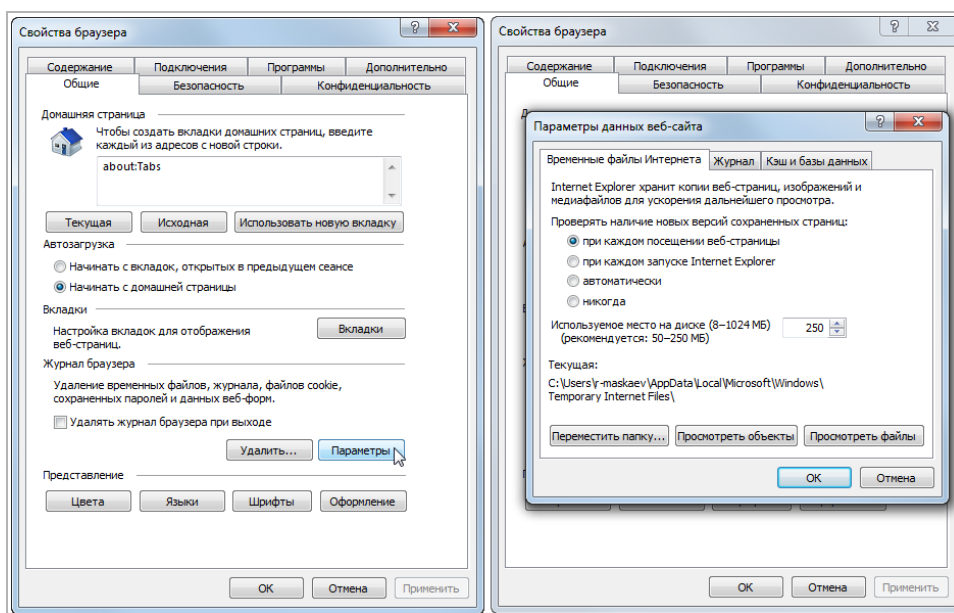 Свойства браузера
Содержание Подключения Программы Дополнительно
Общие Безопасность Конфиденциальность
Домашняя страница
Чтобы создать вкладки домашних страниц, введите
каждый из адресов с новой строки.
about:Tabs
Текущая Исходная Использовать новую вкладку
Автозагрузка
Начинать с вкладок, открытых в предыдущем сеансе
Начинать с домашней страницы
Вкладки
Настройка вкладок для отображения
веб-страниц.
Вкладки
Журнал браузера
Удаление временных файлов, журнала, файлов cookie,
сохраненных паролей и данных веб-форм.
Удалять журнал браузера при выходе
Удалить... Параметры
Представление
Цвета Языки Шрифты Оформление
OK Отмена Применить
Свойства браузера
Содержание Подключения Программы Дополнительно
Общие Безопасность Конфиденциальность
Параметры данных веб-сайта
Временные файлы Интернета Журнал Кэш и базы данных
Internet Explorer хранит копии веб-страниц, изображений и
медиафайлов для ускорения дальнейшего просмотра.
Проверять наличие новых версий сохраненных страниц:
при каждом посещении веб-страницы
при каждом запуске Internet Explorer
автоматически
никогда
Используемое место на диске (8–1024 МБ) 250
(рекомендуется: 50–250 МБ)
Текущая:
C:\Users\r-maskaev\AppData\Local\Microsoft\Windows\
Temporary Internet Files\
Переместить папку... Просмотреть объекты Просмотреть файлы
OK Отмена
OK Отмена Применить